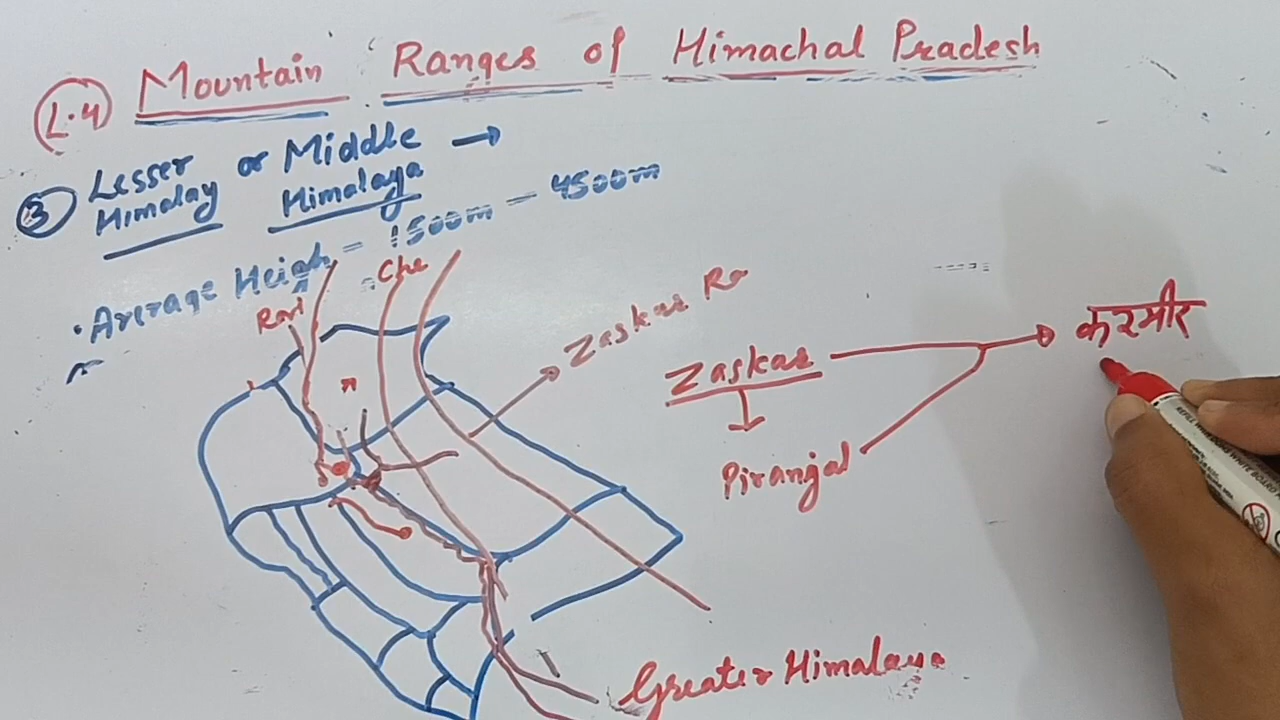 L.4 Mountain Ranges of Himachal Pradesh
③ Lesser or Middle →
Himalay Himalaya
• Average Heigh = 1500m - 4500m
Ravi
Che
Zaskar Ra
Zaskar
कश्मीर
Piranjal
Greater Himalaya